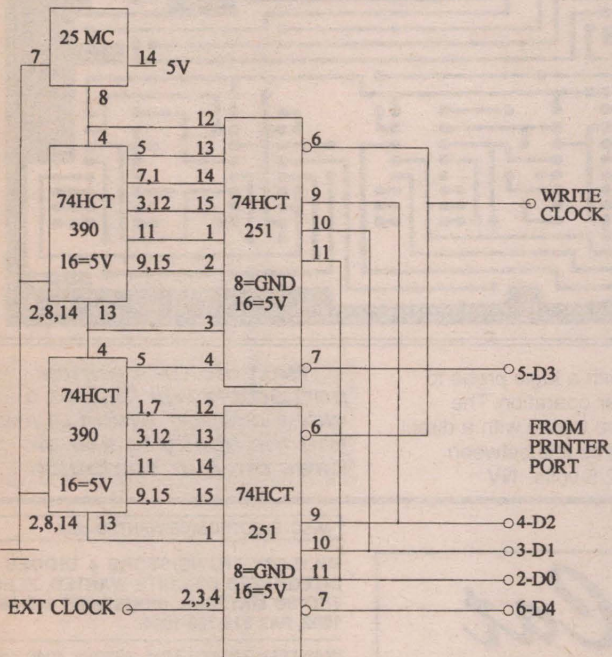 25 MC
7 14
5V
8
12
4 6
5 13
7,1 14
74HCT 3,12 15 74HCT 9 WRITE
390 11 1 251 10 CLOCK
16=5V 9,15 2 11
8=GND
16=5V
2,8,14 13
3
4 5 4 7 5-D3
74HCT 1,7 12
390 3,12 13 6 FROM
11 14 PRINTER
16=5V 9,15 15 74HCT PORT
2,8,14 13 1 251 9 4-D2
10 3-D1
8=GND 11 2-D0
EXT CLOCK 2,3,4 16=5V 7 6-D4